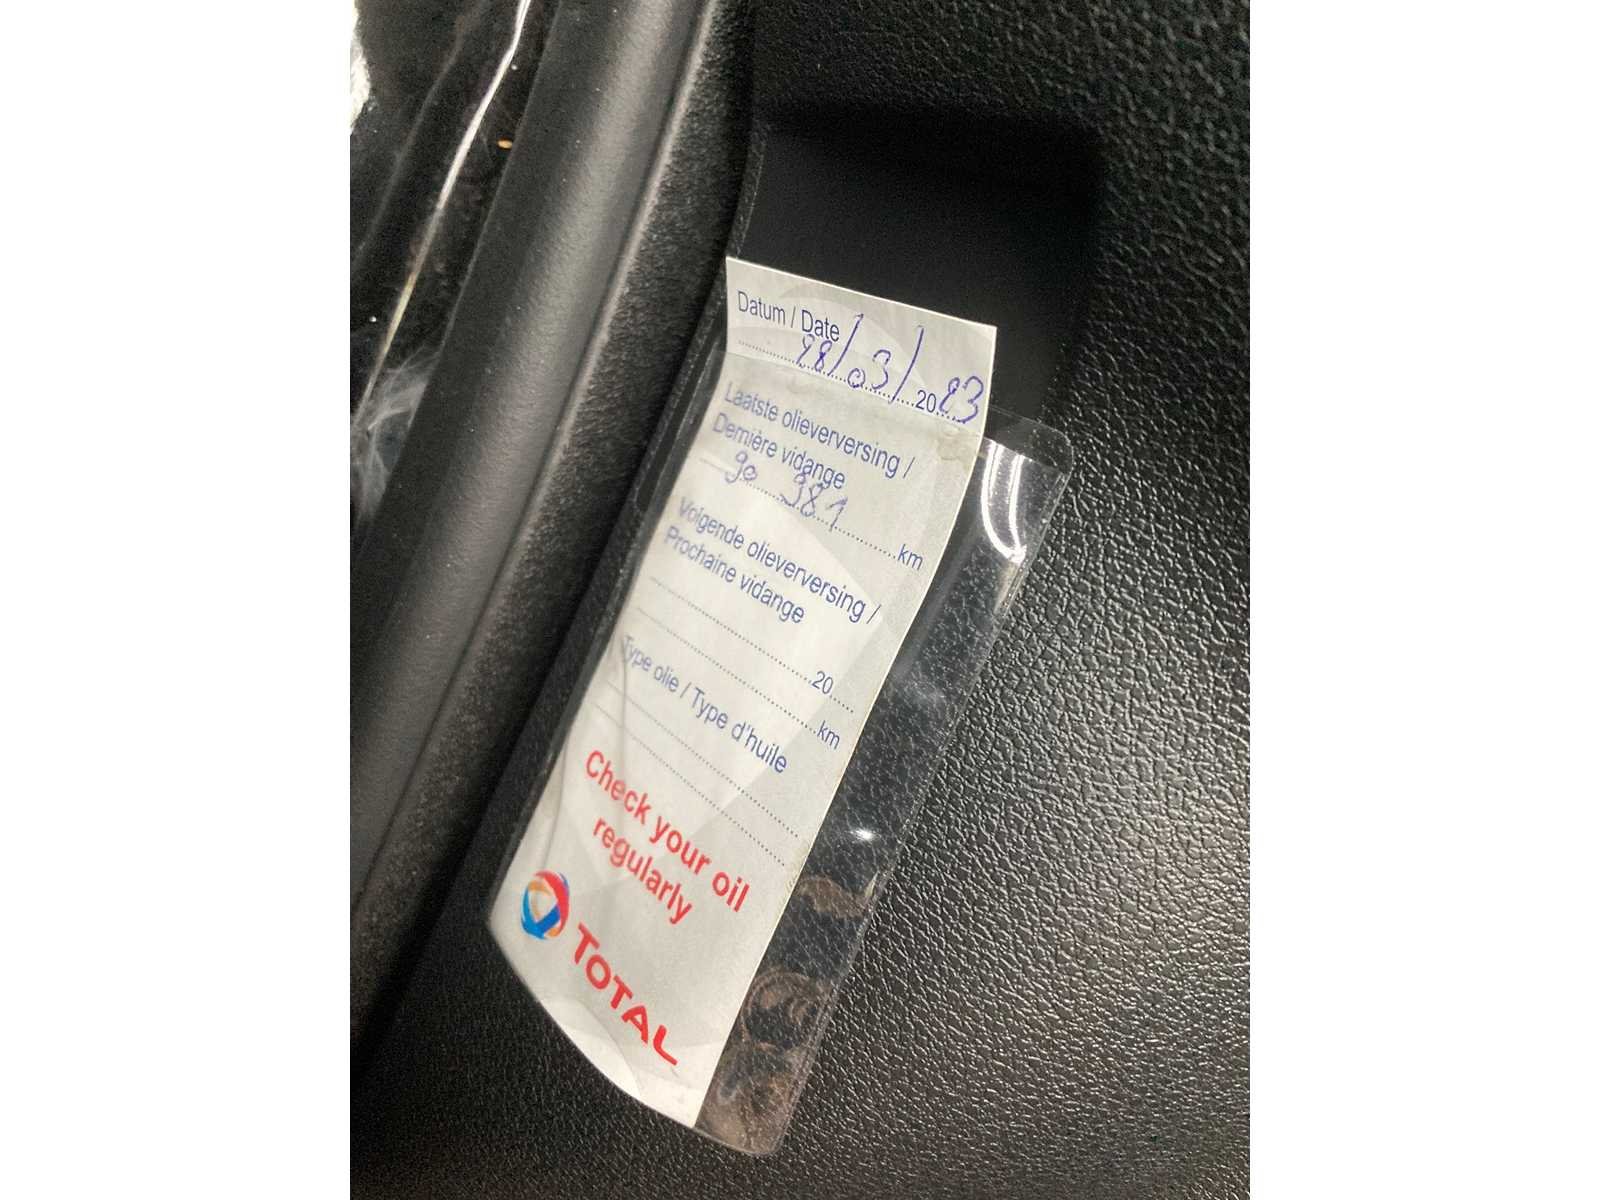 Datum / Date
28/03/2023
Laatste olieverversing /
Dernière vidange
90 381 km
Volgende olieverversing /
Prochaine vidange
20
km
Type olie / Type d'huile
Check your oil
regularly
TOTAL